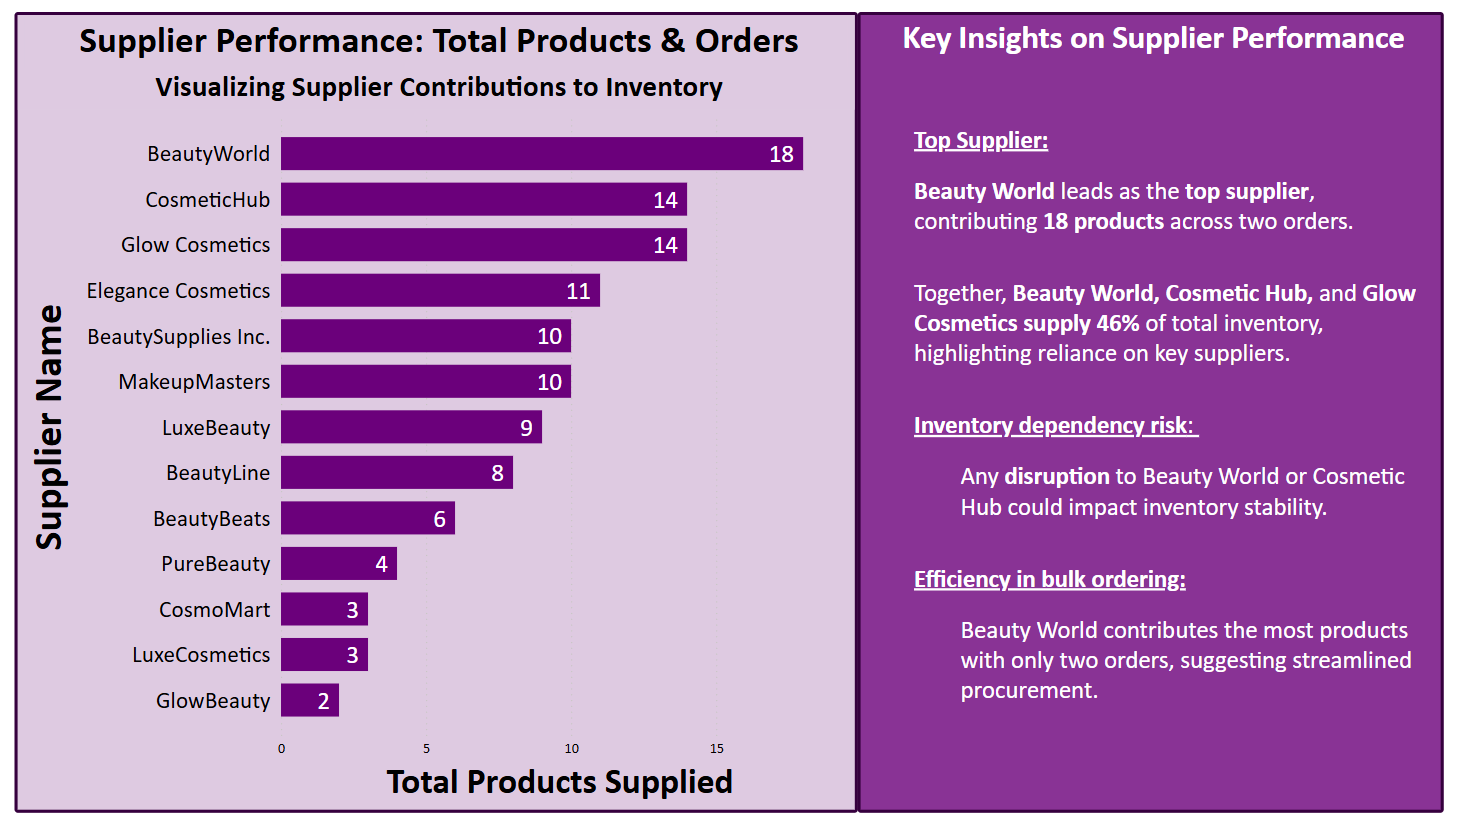 Supplier Performance: Total Products & Orders
Visualizing Supplier Contributions to Inventory
Supplier Name
BeautyWorld 18
CosmeticHub 14
Glow Cosmetics 14
Elegance Cosmetics 11
BeautySupplies Inc. 10
MakeupMasters 10
LuxeBeauty 9
BeautyLine 8
BeautyBeats 6
PureBeauty 4
CosmoMart 3
LuxeCosmetics 3
GlowBeauty 2
0 5 10 15
Total Products Supplied
Key Insights on Supplier Performance
Top Supplier:
Beauty World leads as the top supplier,
contributing 18 products across two orders.
Together, Beauty World, Cosmetic Hub, and Glow
Cosmetics supply 46% of total inventory,
highlighting reliance on key suppliers.
Inventory dependency risk:
Any disruption to Beauty World or Cosmetic
Hub could impact inventory stability.
Efficiency in bulk ordering:
Beauty World contributes the most products
with only two orders, suggesting streamlined
procurement.